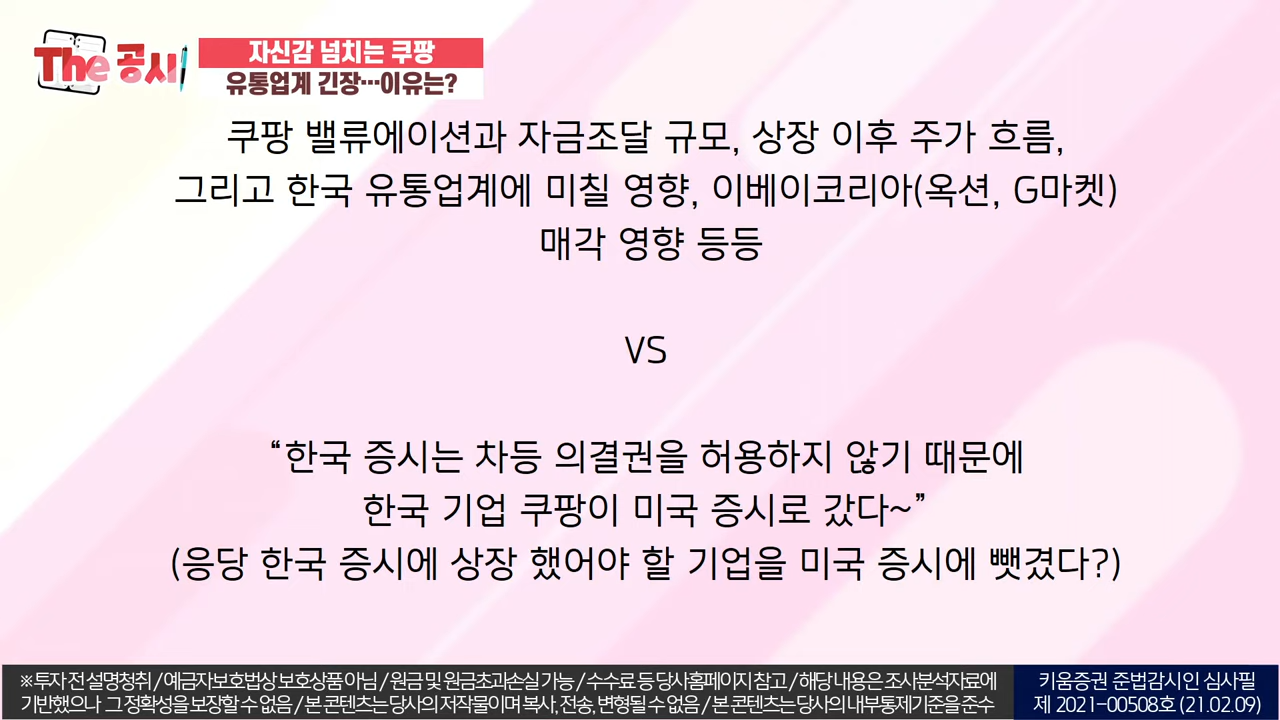 The 공시
자신감 넘치는 쿠팡
유통업계 긴장…이유는?
쿠팡 밸류에이션과 자금조달 규모, 상장 이후 주가 흐름,
그리고 한국 유통업계에 미칠 영향, 이베이코리아(옥션, G마켓)
매각 영향 등등
VS
“한국 증시는 차등 의결권을 허용하지 않기 때문에
한국 기업 쿠팡이 미국 증시로 갔다~”
(응당 한국 증시에 상장 했어야 할 기업을 미국 증시에 뺏겼다?)
※투자 전 설명청취 / 예금자보호법상 보호상품 아님 / 원금 및 원금초과손실 가능 / 수수료 등 당사홈페이지 참고 / 해당 내용은 조사분석자료에
기반했으나 그 정확성을 보장할 수 없음 / 본 콘텐츠는 당사의 저작물이며 복사, 전송, 변형될 수 없음 / 본 콘텐츠는 당사의 내부통제기준을 준수
키움증권 준법감시인 심사필
제 2021-00508호 (21.02.09)